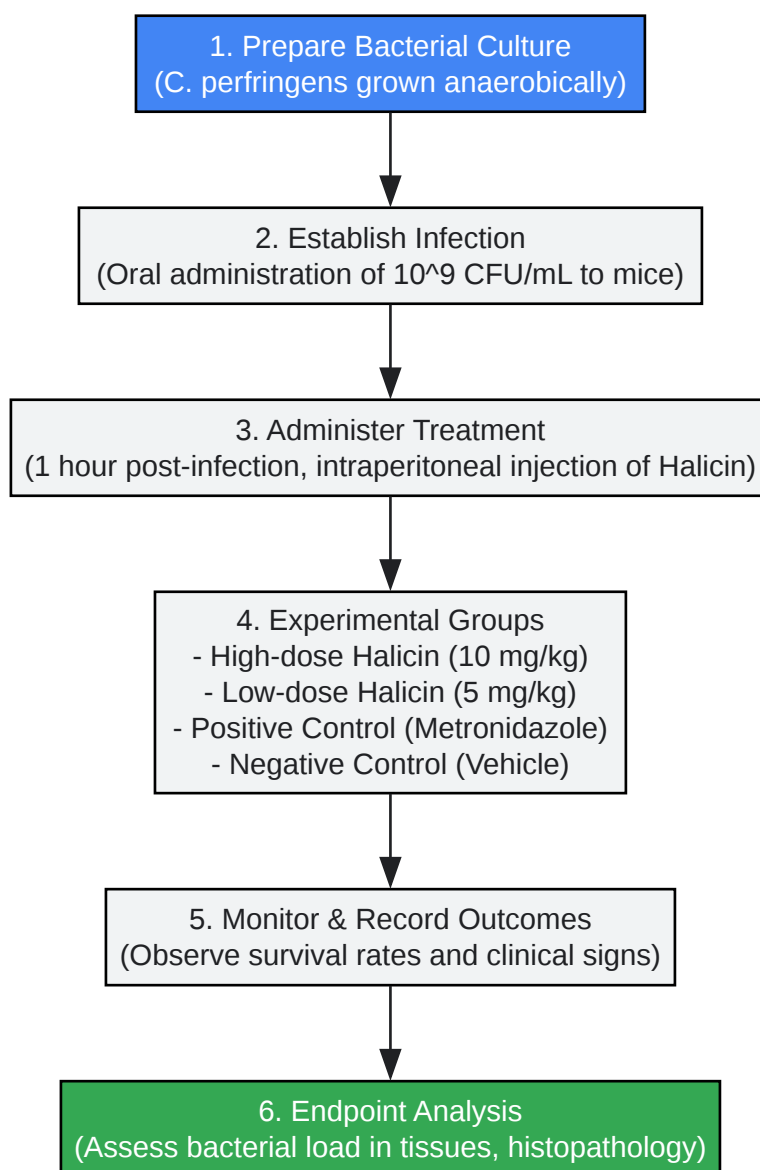 1. Prepare Bacterial Culture
(C. perfringens grown anaerobically)
2. Establish Infection
(Oral administration of 10^9 CFU/mL to mice)
3. Administer Treatment
(1 hour post-infection, intraperitoneal injection of Halicin)
4. Experimental Groups
- High-dose Halicin (10 mg/kg)
- Low-dose Halicin (5 mg/kg)
- Positive Control (Metronidazole)
- Negative Control (Vehicle)
5. Monitor & Record Outcomes
(Observe survival rates and clinical signs)
6. Endpoint Analysis
(Assess bacterial load in tissues, histopathology)